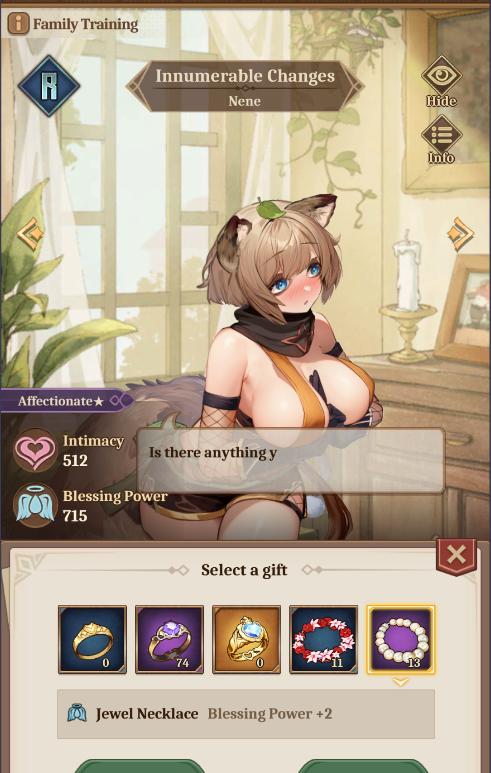 Family Training
R
Innumerable Changes
Nene
Hide
Info
Affectionate★
Intimacy
512
Is there anything y
Blessing Power
715
Select a gift
0
74
0
11
13
Jewel Necklace Blessing Power +2